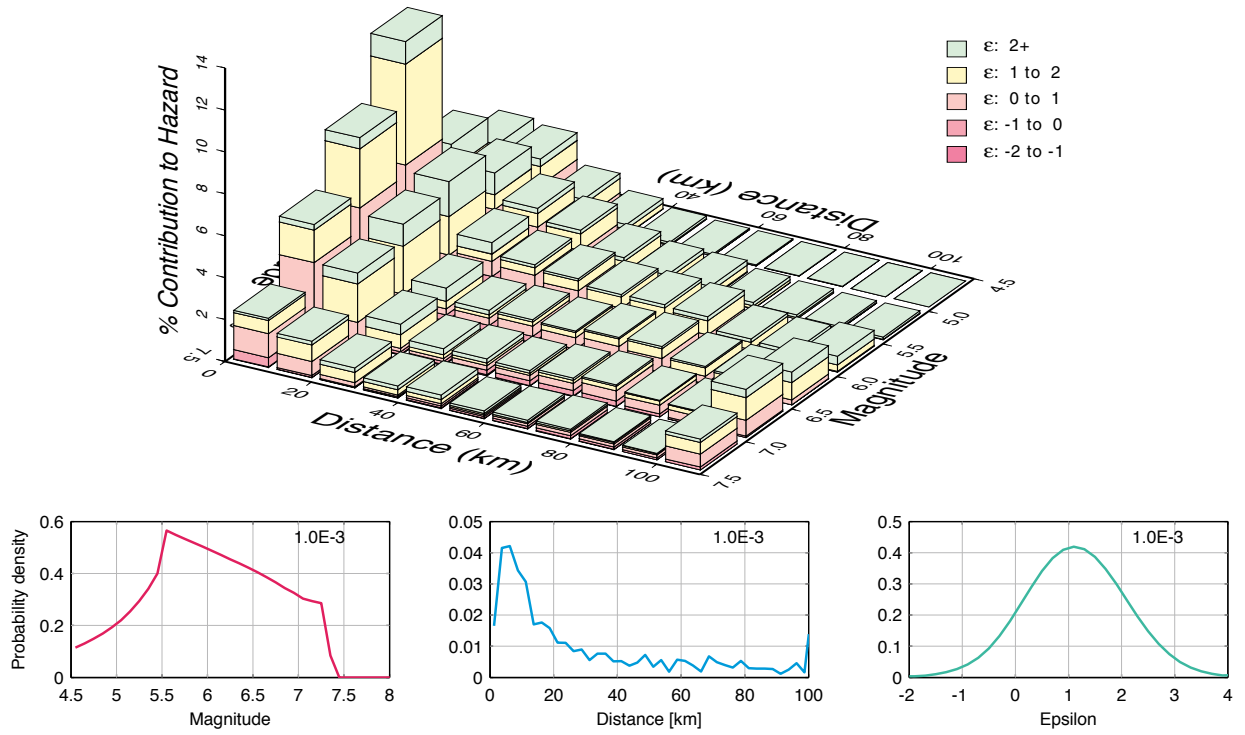 % Contribution to Hazard
14
12
10
8
6
4
2
ε: 2+
ε: 1 to 2
ε: 0 to 1
ε: -1 to 0
ε: -2 to -1
Distance (km)
40
60
80
100
4.5
5.0
5.5
6.0
6.5
7.0
7.5
Magnitude
7.5
0
20
40
60
80
100
Distance (km)
Probability density
0.6
0.4
0.2
0
1.0E-3
4.5 5 5.5 6 6.5 7 7.5 8
Magnitude
0.05
0.04
0.03
0.02
0.01
0
1.0E-3
0 20 40 60 80 100
Distance [km]
0.5
0.4
0.3
0.2
0.1
0
1.0E-3
-2 -1 0 1 2 3 4
Epsilon